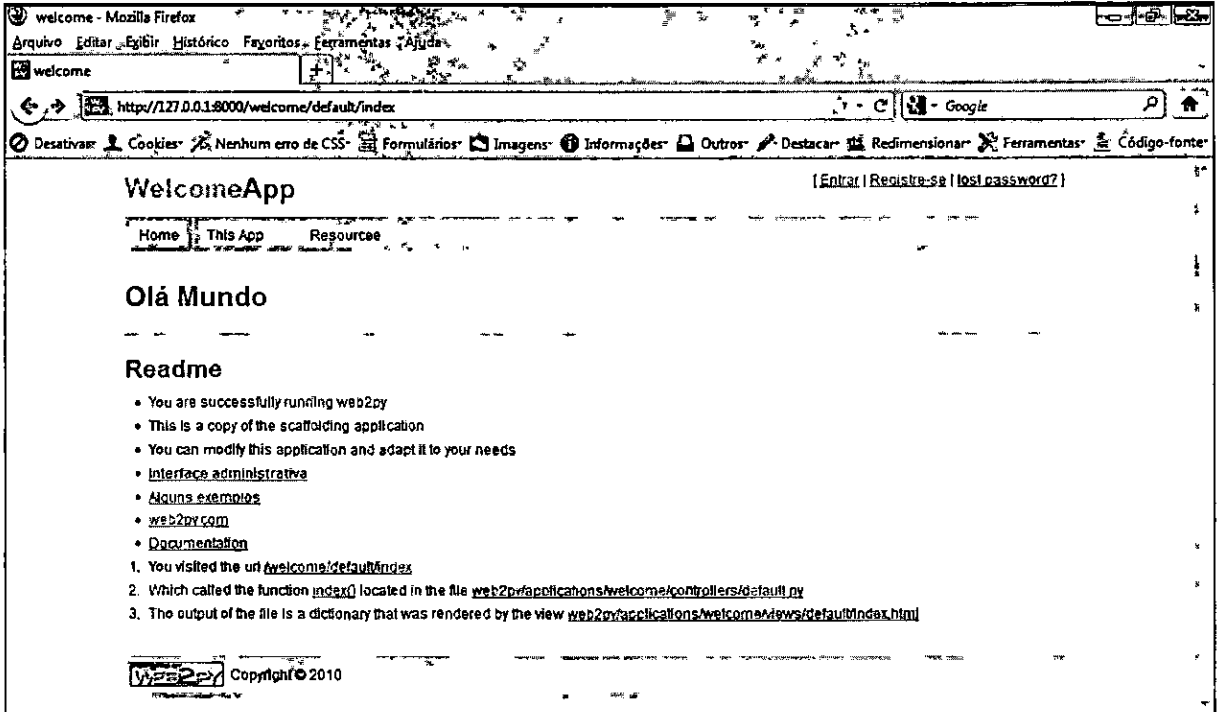 welcome - Mozilla Firefox
Arquivo Editar Exibir Histórico Favoritos Ferramentas Ajuda
welcome
http://127.0.0.1:8000/welcome/default/index
Google
Desativar Cookies Nenhum erro de CSS Formulários Imagens Informações Outros Destacar Redimensionar Ferramentas Código-fonte
WelcomeApp
[ Entrar | Registre-se | lost password? ]
Home This App Resources
Olá Mundo
Readme
• You are successfully running web2py
• This is a copy of the scaffolding application
• You can modify this application and adapt it to your needs
• Interface administrativa
• Alguns exemplos
• web2py.com
• Documentation
1. You visited the url /welcome/default/index
2. Which called the function index() located in the file web2py/applications/welcome/controllers/default.py
3. The output of the file is a dictionary that was rendered by the view web2py/applications/welcome/views/default/index.html
web2py Copyright © 2010